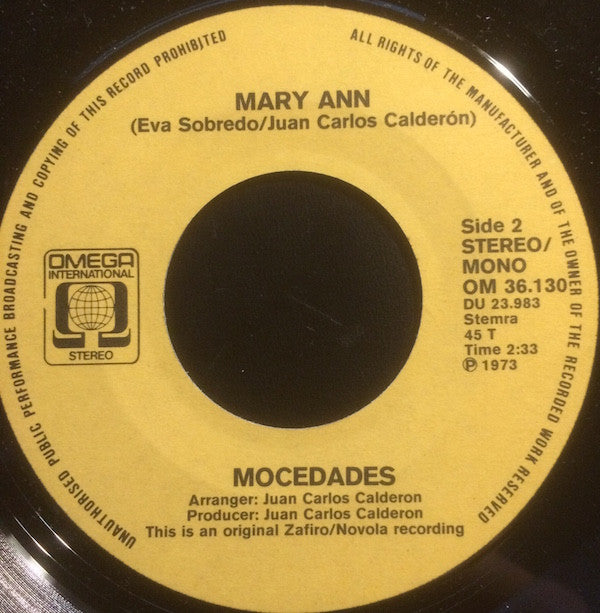 UNAUTHORISED PUBLIC PERFORMANCE BROADCASTING AND COPYING OF THIS RECORD PROHIBITED
ALL RIGHTS OF THE MANUFACTURER AND OF THE OWNER OF THE RECORDED WORK RESERVED
MARY ANN
(Eva Sobredo/Juan Carlos Calderón)
OMEGA
INTERNATIONAL
STEREO
Side 2
STEREO/
MONO
OM 36.130
DU 23.983
Stemra
45 T
Time 2:33
℗ 1973
MOCEDADES
Arranger: Juan Carlos Calderon
Producer: Juan Carlos Calderon
This is an original Zafiro/Novola recording